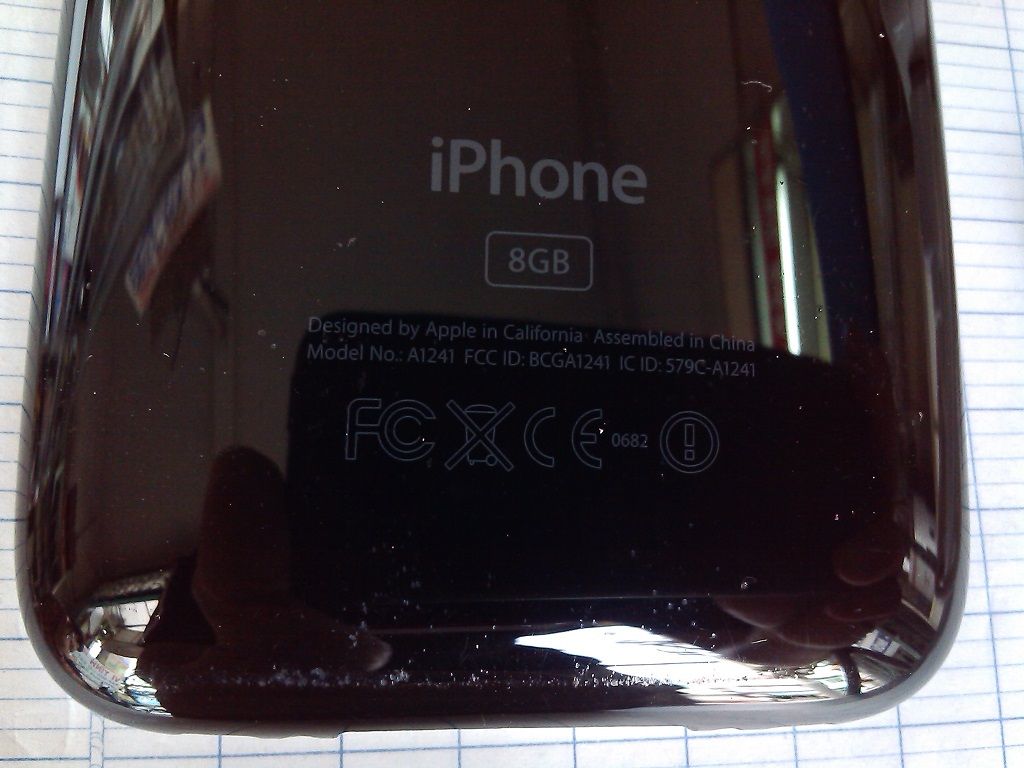 iPhone
8GB
Designed by Apple in California Assembled in China
Model No.: A1241 FCC ID: BCGA1241 IC ID: 579C-A1241
FC CE 0682